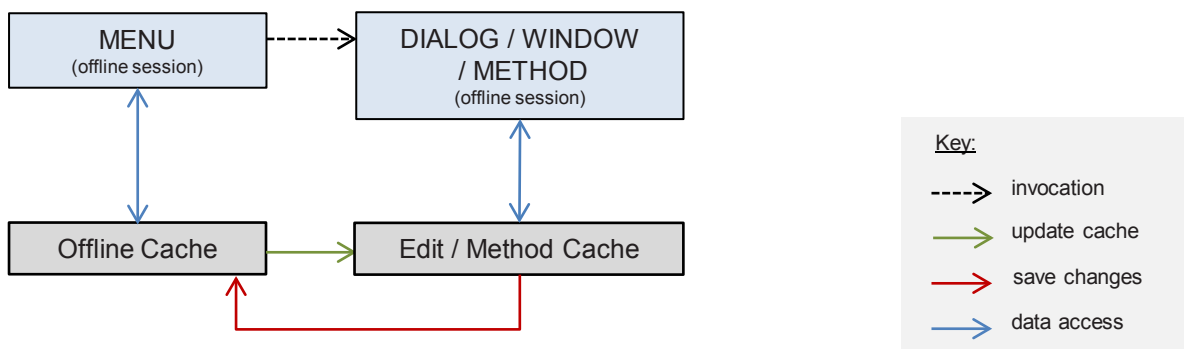 MENU
(offline session)
DIALOG / WINDOW
/ METHOD
(offline session)
Offline Cache
Edit / Method Cache
Key:
invocation
update cache
save changes
data access